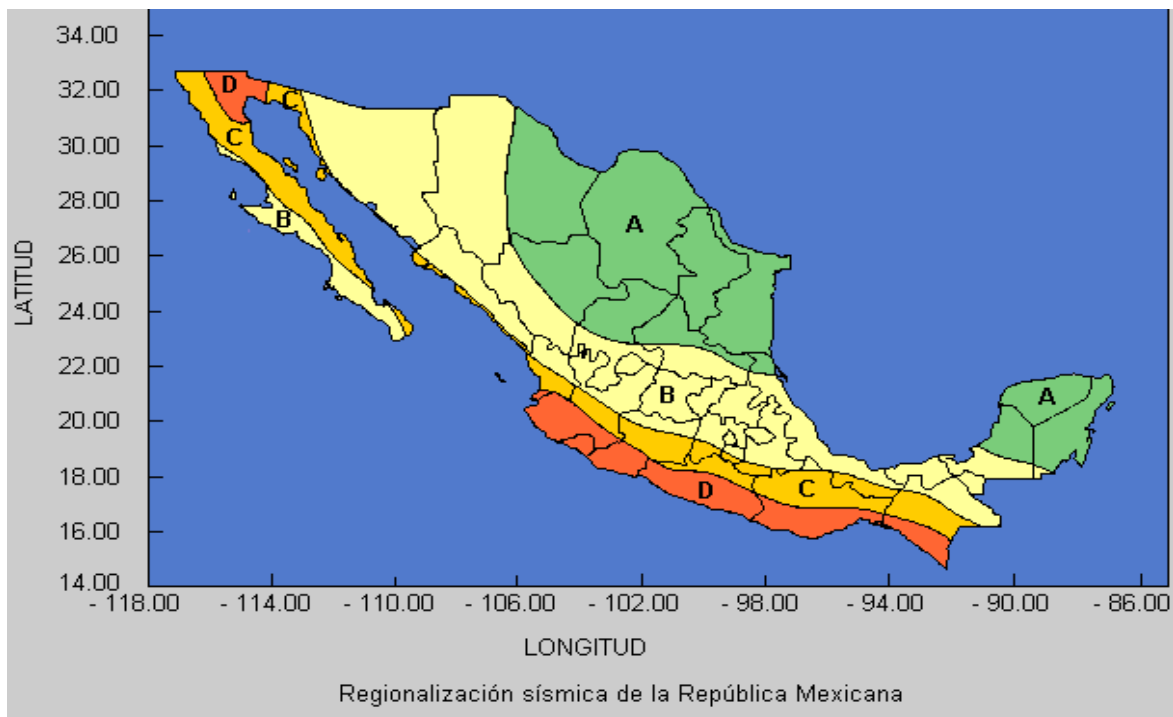 34.00
32.00
30.00
28.00
26.00
24.00
22.00
20.00
18.00
16.00
14.00
LATITUD
D
C
C
B
A
B
A
D
C
- 118.00 - 114.00 - 110.00 - 106.00 - 102.00 - 98.00 - 94.00 - 90.00 - 86.00
LONGITUD
Regionalización sísmica de la República Mexicana